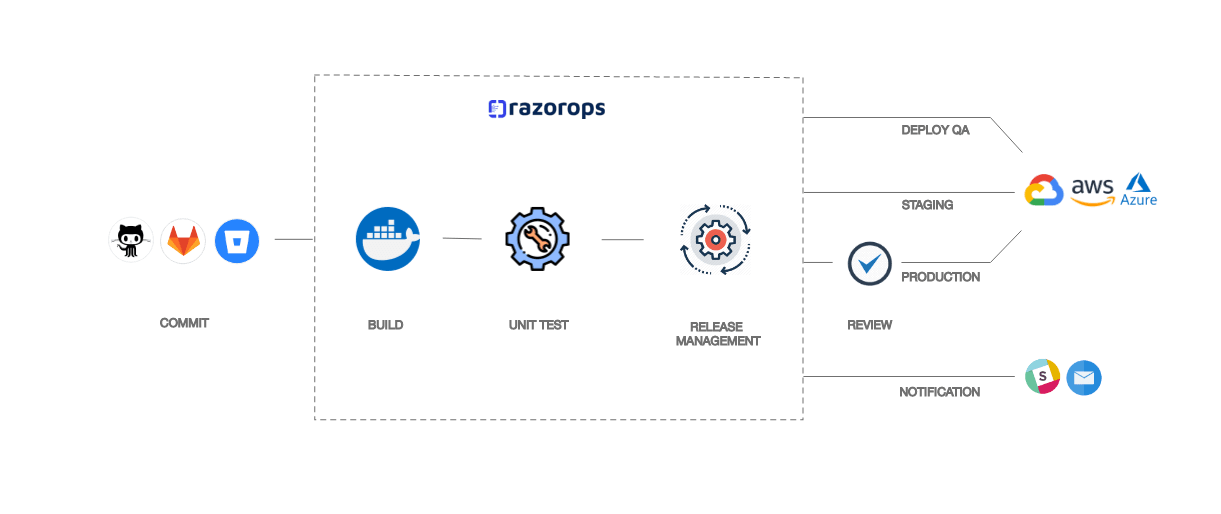 razorops
DEPLOY QA
aws
Azure
STAGING
PRODUCTION
COMMIT
BUILD
UNIT TEST
RELEASE
MANAGEMENT
REVIEW
S
NOTIFICATION